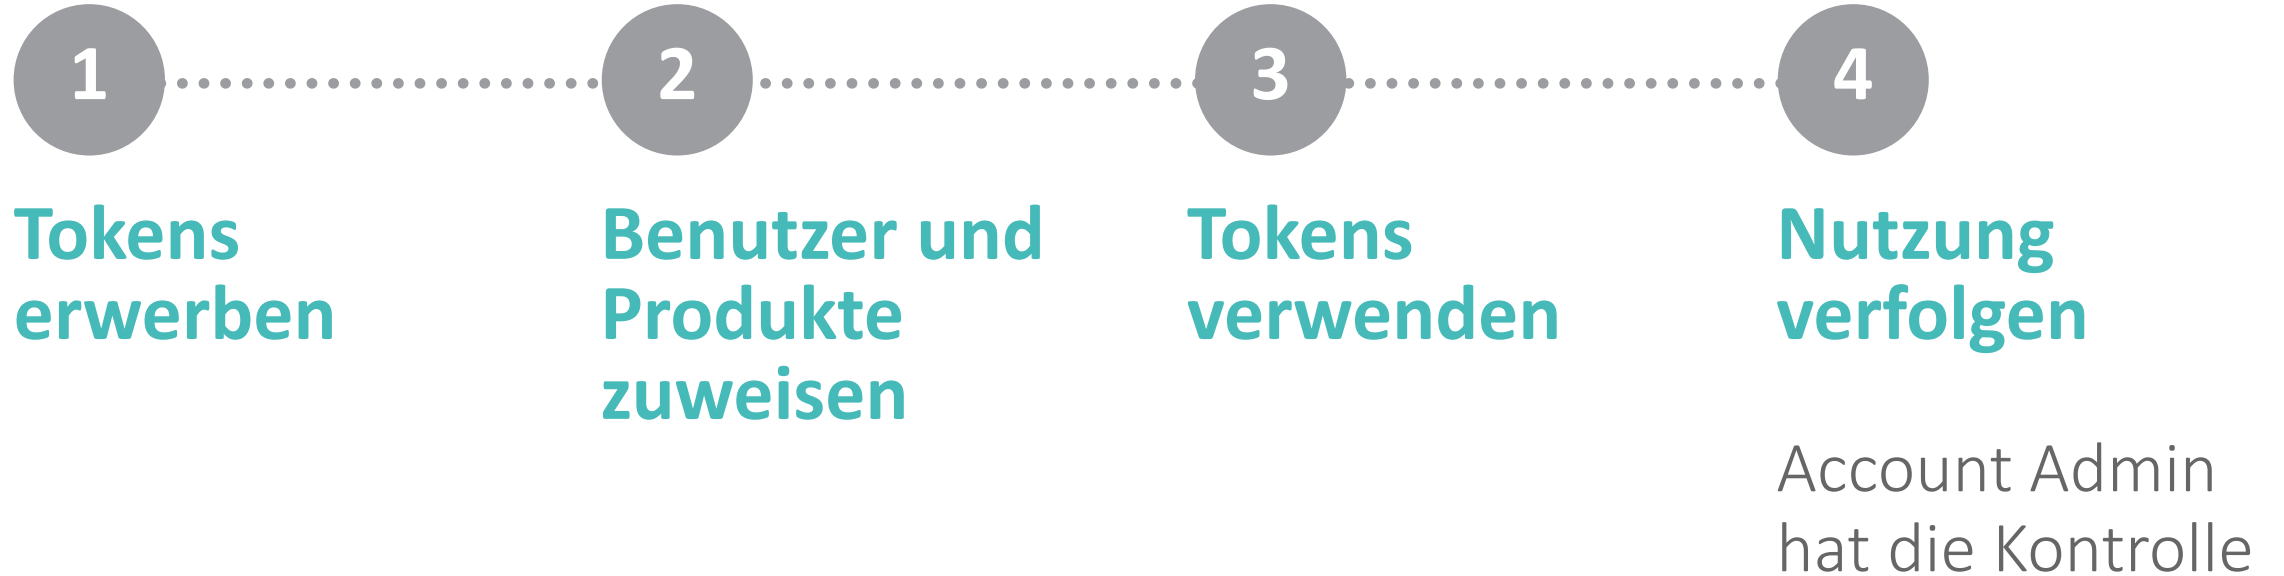 1
2
3
4
Tokens
erwerben
Benutzer und
Produkte
zuweisen
Tokens
verwenden
Nutzung
verfolgen
Account Admin
hat die Kontrolle